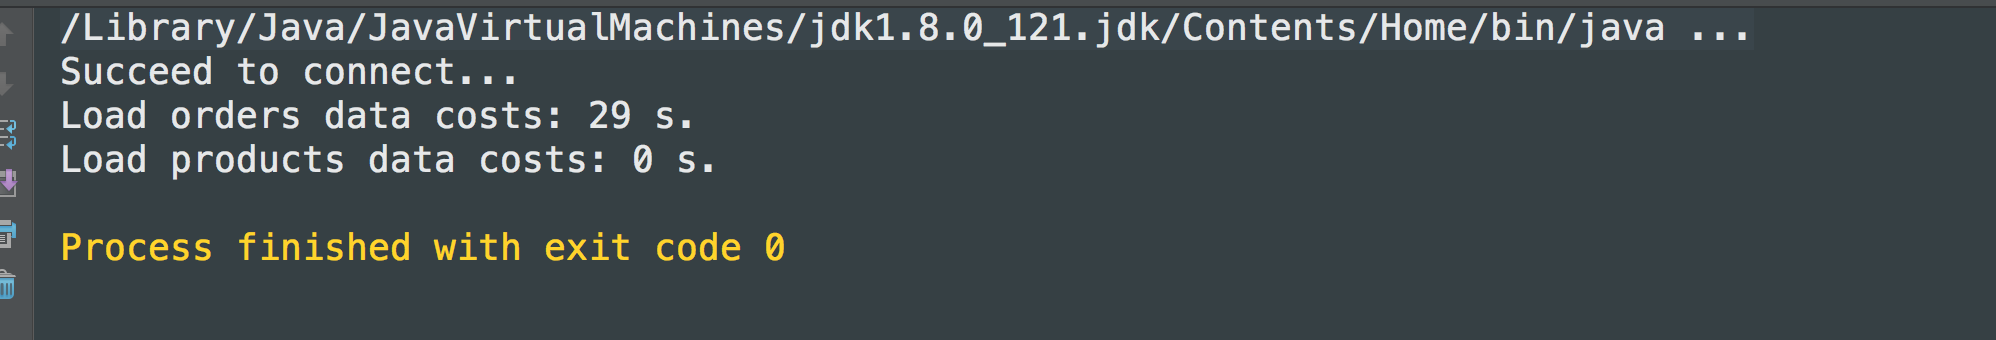 /Library/Java/JavaVirtualMachines/jdk1.8.0_121.jdk/Contents/Home/bin/java ...
Succeed to connect...
Load orders data costs: 29 s.
Load products data costs: 0 s.
Process finished with exit code 0